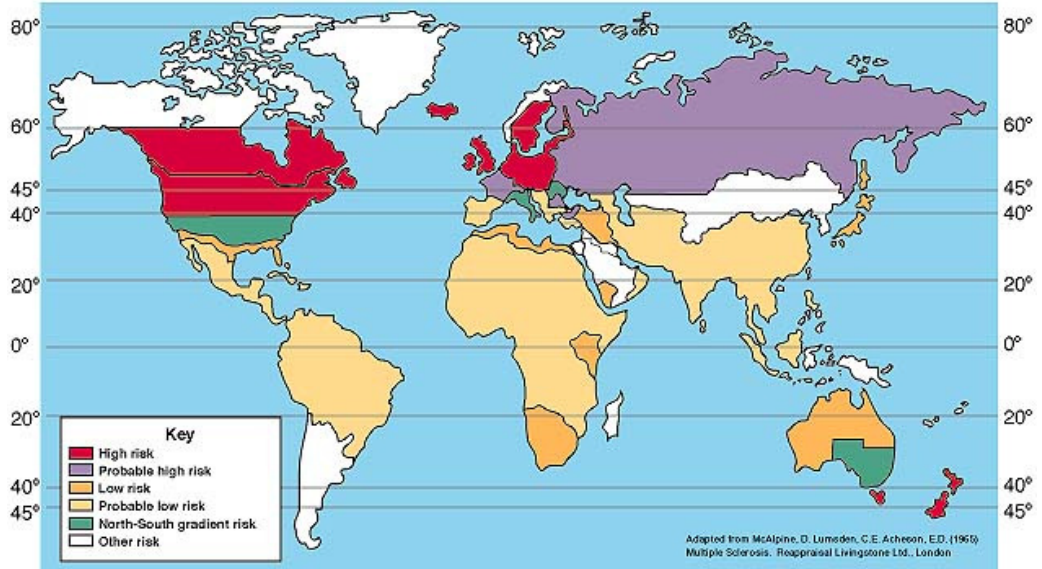 80°
80°
60°
60°
45°
45°
40°
40°
20°
20°
0°
0°
20°
20°
40°
40°
45°
45°
Key
High risk
Probable high risk
Low risk
Probable low risk
North-South gradient risk
Other risk
Adapted from McAlpine, D. Lumsden, C.E. Acheson, E.D. (1965)
Multiple Sclerosis. Reappraisal Livingstone Ltd., London